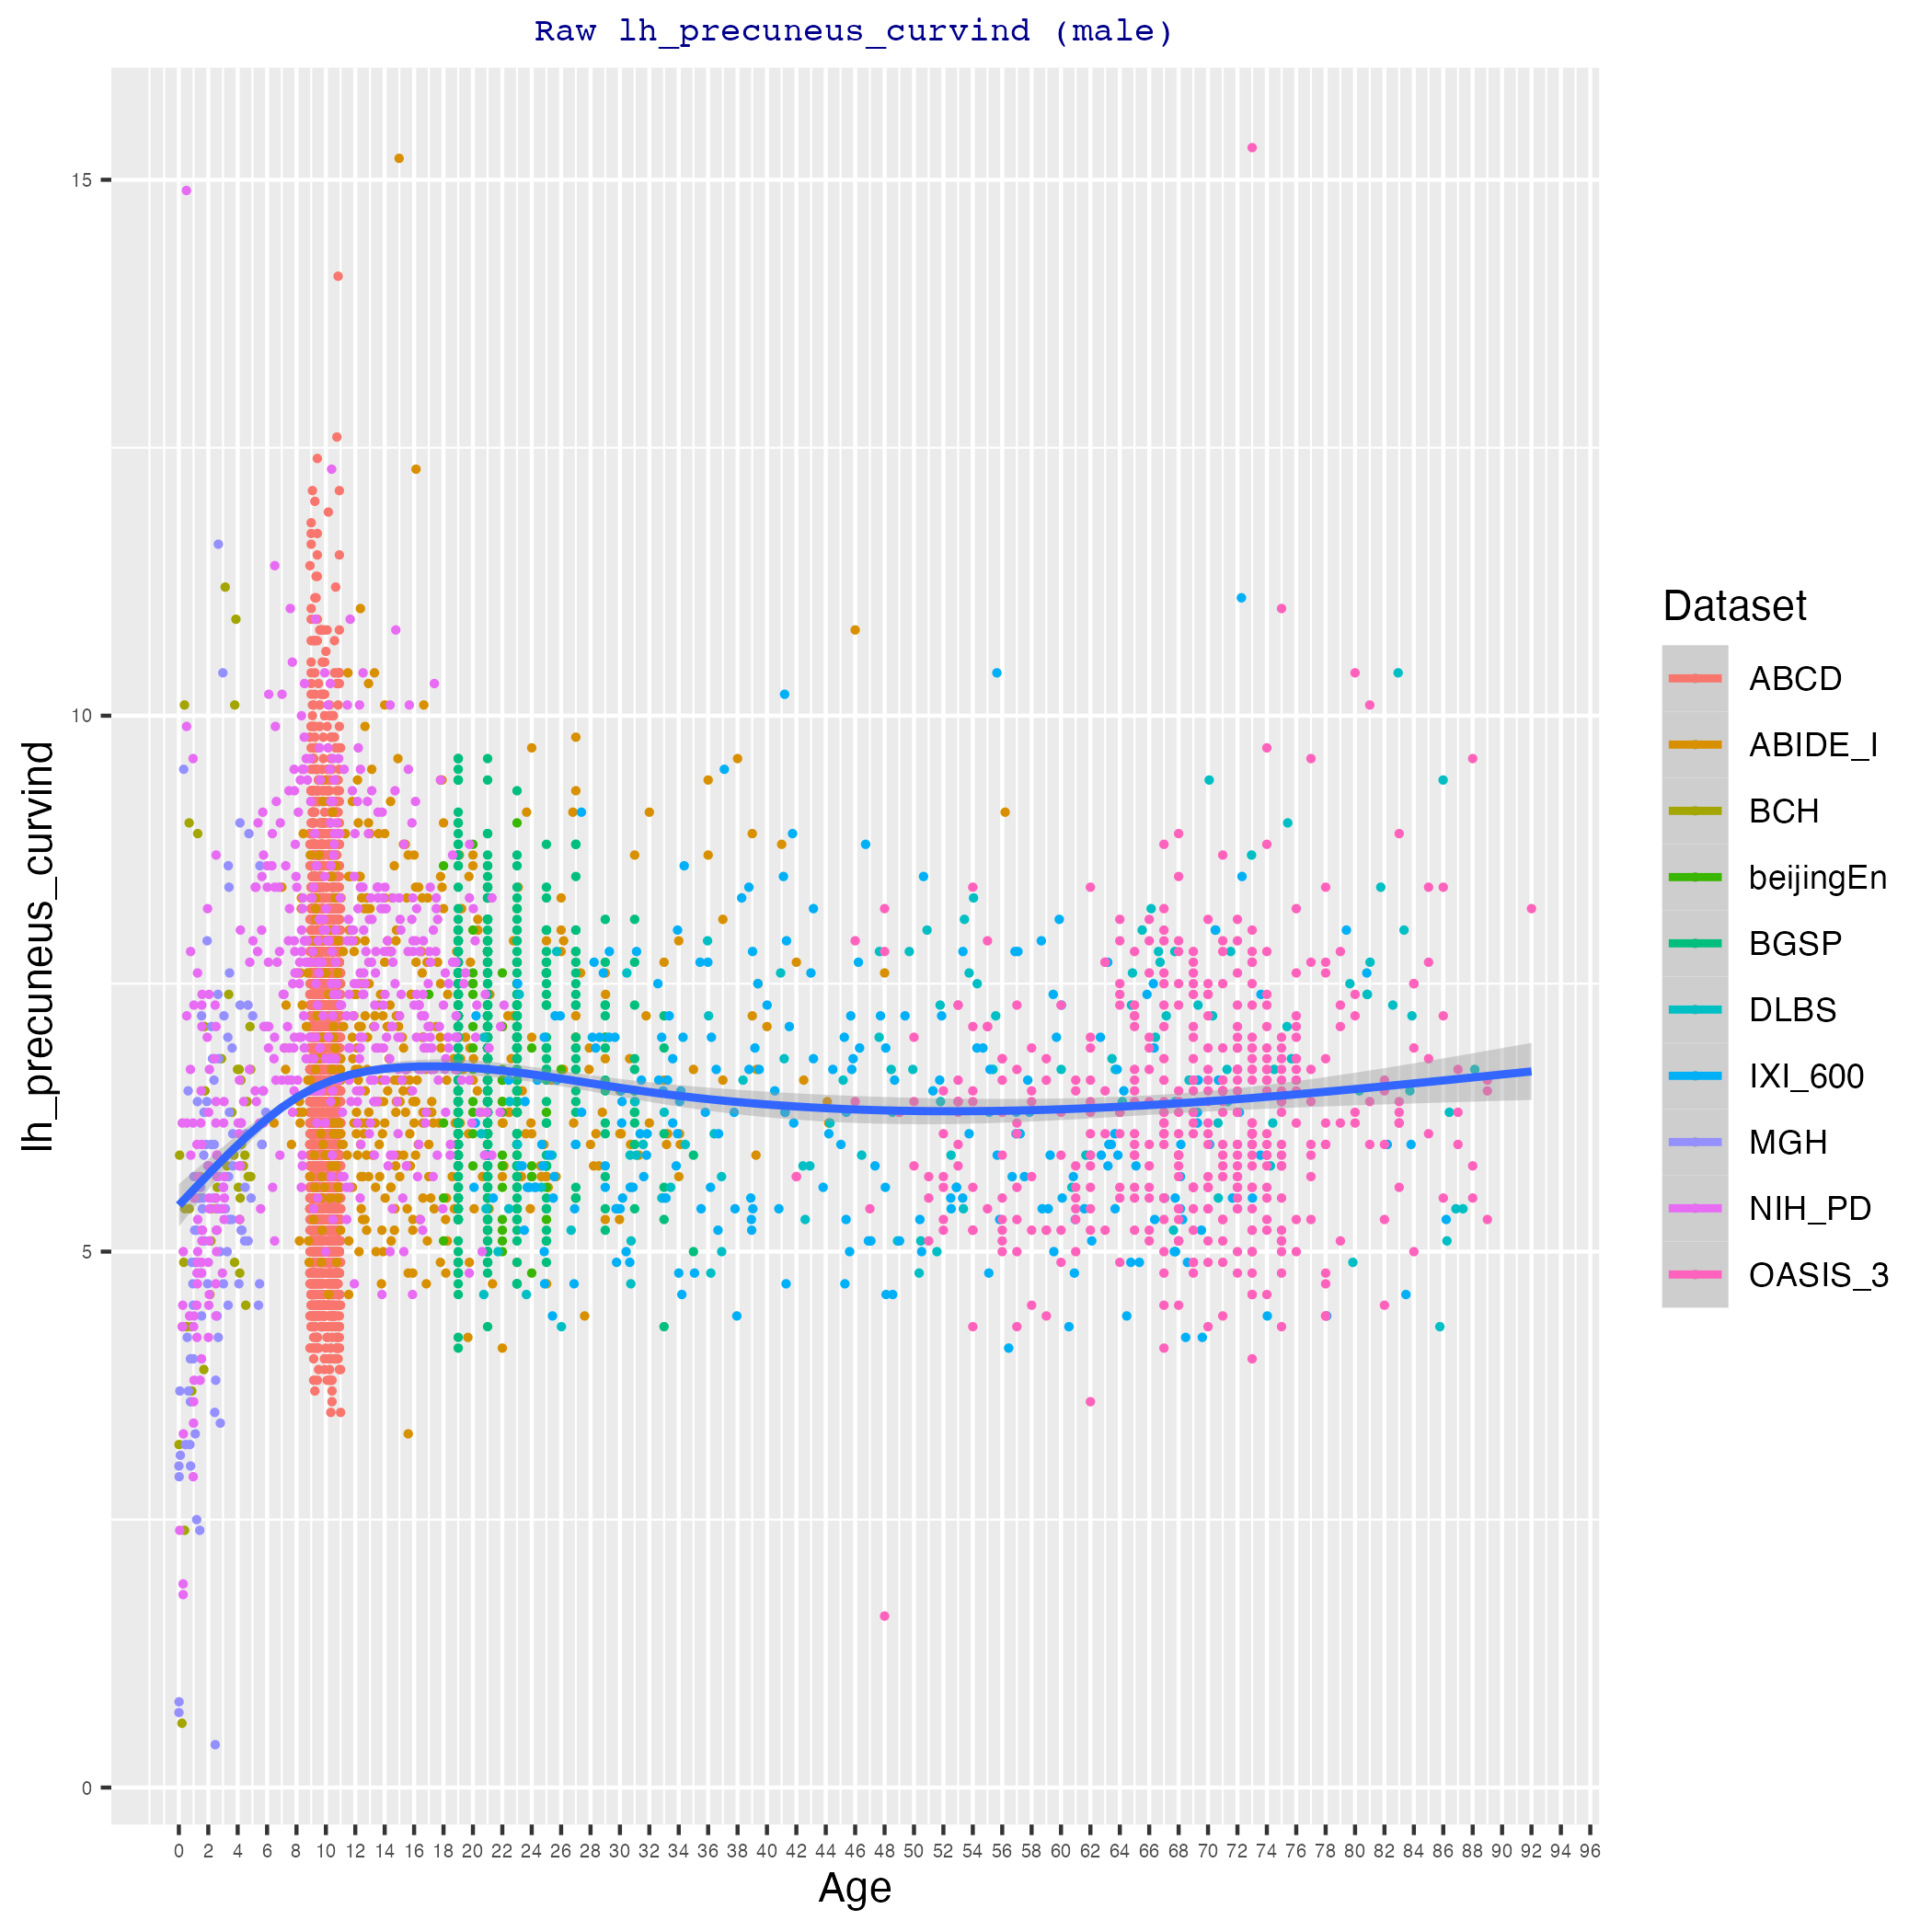 Raw lh_precuneus_curvind (male)
lh_precuneus_curvind
15
10
5
0
0 2 4 6 8 10 12 14 16 18 20 22 24 26 28 30 32 34 36 38 40 42 44 46 48 50 52 54 56 58 60 62 64 66 68 70 72 74 76 78 80 82 84 86 88 90 92 94 96
Age
Dataset
ABCD
ABIDE_I
BCH
beijingEn
BGSP
DLBS
IXI_600
MGH
NIH_PD
OASIS_3